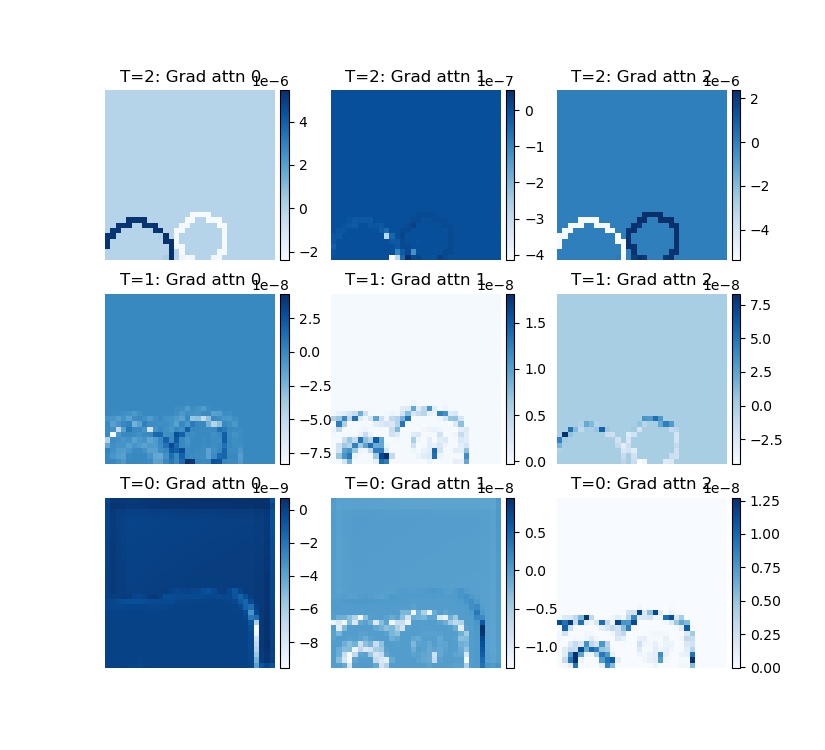 T=2: Grad attn 0
1e−6
T=2: Grad attn 1
1e−7
T=2: Grad attn 2
1e−6
4
2
0
−2
0
−1
−2
−3
−4
2
0
−2
−4
T=1: Grad attn 0
1e−8
T=1: Grad attn 1
1e−8
T=1: Grad attn 2
1e−8
2.5
0.0
−2.5
−5.0
−7.5
1.5
1.0
0.5
0.0
7.5
5.0
2.5
0.0
−2.5
T=0: Grad attn 0
1e−9
T=0: Grad attn 1
1e−8
T=0: Grad attn 2
1e−8
0
−2
−4
−6
−8
0.5
0.0
−0.5
−1.0
1.25
1.00
0.75
0.50
0.25
0.00